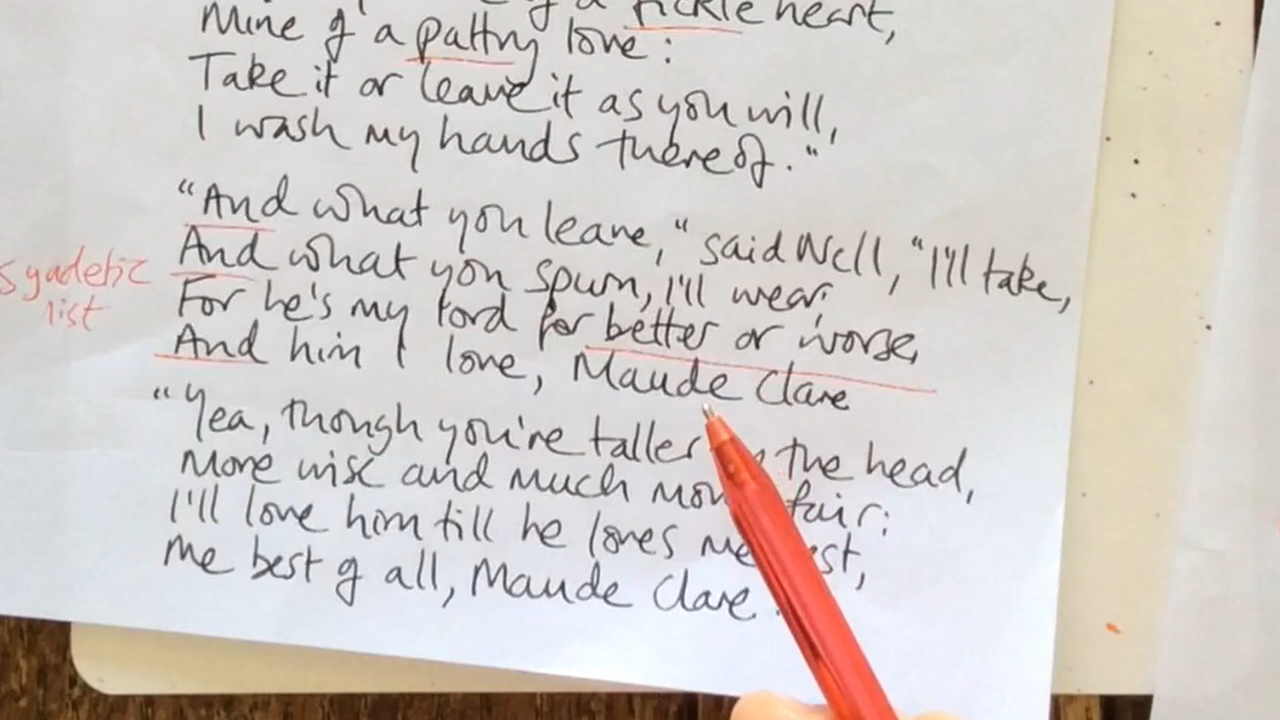 of a fickle heart,
Mine of a paltry love:
Take it or leave it as you will,
I wash my hands thereof."
"And what you leave," said Nell, "I'll take,
And what you spurn, I'll wear;
For he's my lord for better or worse,
And him I love, Maude Clare
"Yea, though you're taller the head,
More wise and much more fair:
I'll love him till he loves me
Me best of all, Maude Clare.
syndetic
list